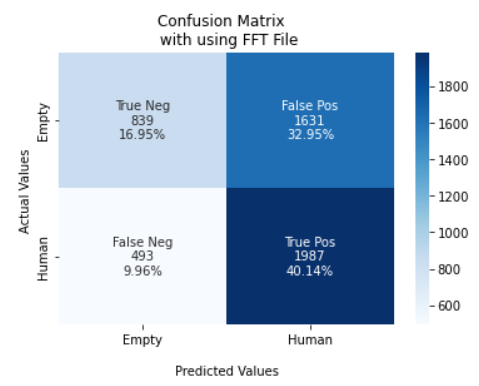 Confusion Matrix
with using FFT File
True Neg
839
16.95%
False Pos
1631
32.95%
False Neg
493
9.96%
True Pos
1987
40.14%
Actual Values
Empty
Human
Empty
Human
Predicted Values
1800
1600
1400
1200
1000
800
600